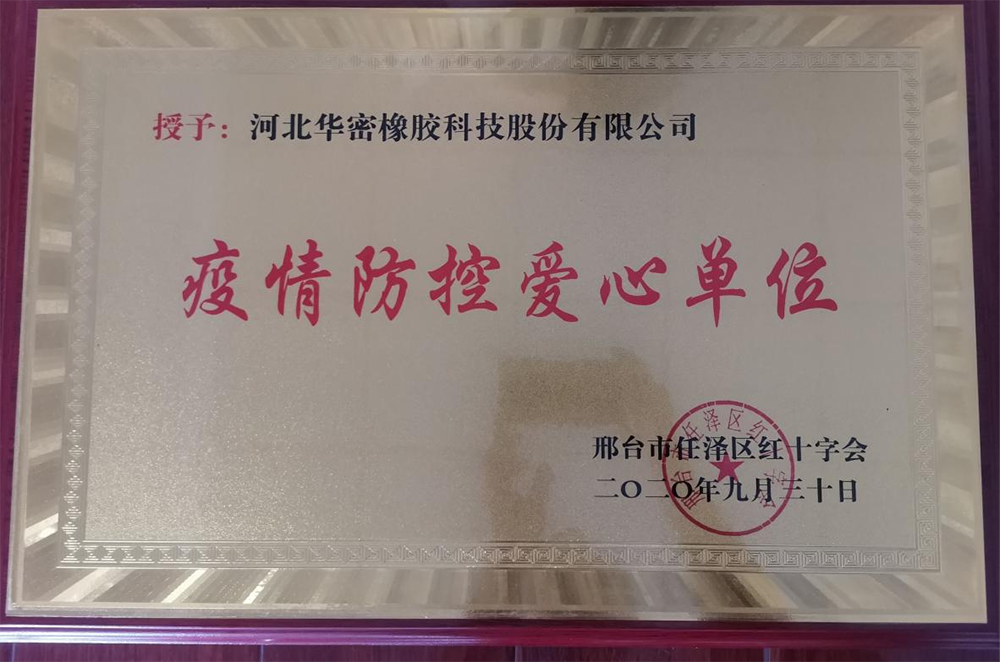 授予：河北华密橡胶科技股份有限公司
疫情防控爱心单位
邢台市任泽区红十字会
二〇二〇年九月三十日